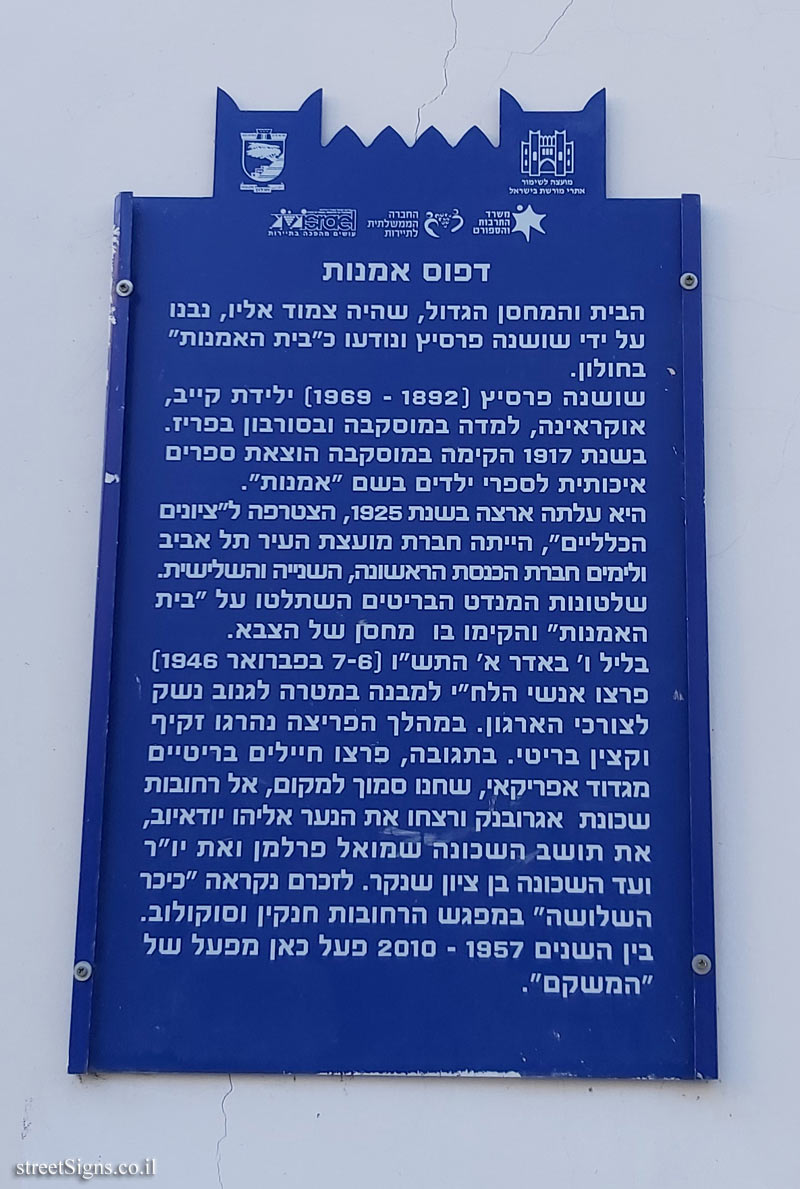 מועצה לשימור
אתרי מורשת בישראל
israel
עושים מהפכה בתיירות
החברה
הממשלתית
לתיירות
משרד
התרבות
והספורט
דפוס אמנות
הבית והמחסן הגדול, שהיה צמוד אליו, נבנו
על ידי שושנה פרסיץ ונודעו כ"בית האמנות"
בחולון.
שושנה פרסיץ (1892 - 1969) ילידת קייב,
אוקראינה, למדה במוסקבה ובסורבון בפריז.
בשנת 1917 הקימה במוסקבה הוצאת ספרים
איכותית לספרי ילדים בשם "אמנות".
היא עלתה ארצה בשנת 1925, הצטרפה ל"ציונים
הכלליים", הייתה חברת מועצת העיר תל אביב
ולימים חברת הכנסת הראשונה, השנייה והשלישית.
שלטונות המנדט הבריטים השתלטו על "בית
האמנות" והקימו בו מחסן של הצבא.
בליל ו' באדר א' התש"ו (7-6 בפברואר 1946)
פרצו אנשי הלח"י למבנה במטרה לגנוב נשק
לצורכי הארגון. במהלך הפריצה נהרגו זקיף
וקצין בריטי. בתגובה, פרצו חיילים בריטיים
מגדוד אפריקאי, שחנו סמוך למקום, אל רחובות
שכונת אגרובנק ורצחו את הנער אליהו יודאיוב,
את תושב השכונה שמואל פרלמן ואת יו"ר
ועד השכונה בן ציון שנקר. לזכרם נקראה "כיכר
השלושה" במפגש הרחובות חנקין וסוקולוב.
בין השנים 1957 - 2010 פעל כאן מפעל של
"המשקם".
streetSigns.co.il